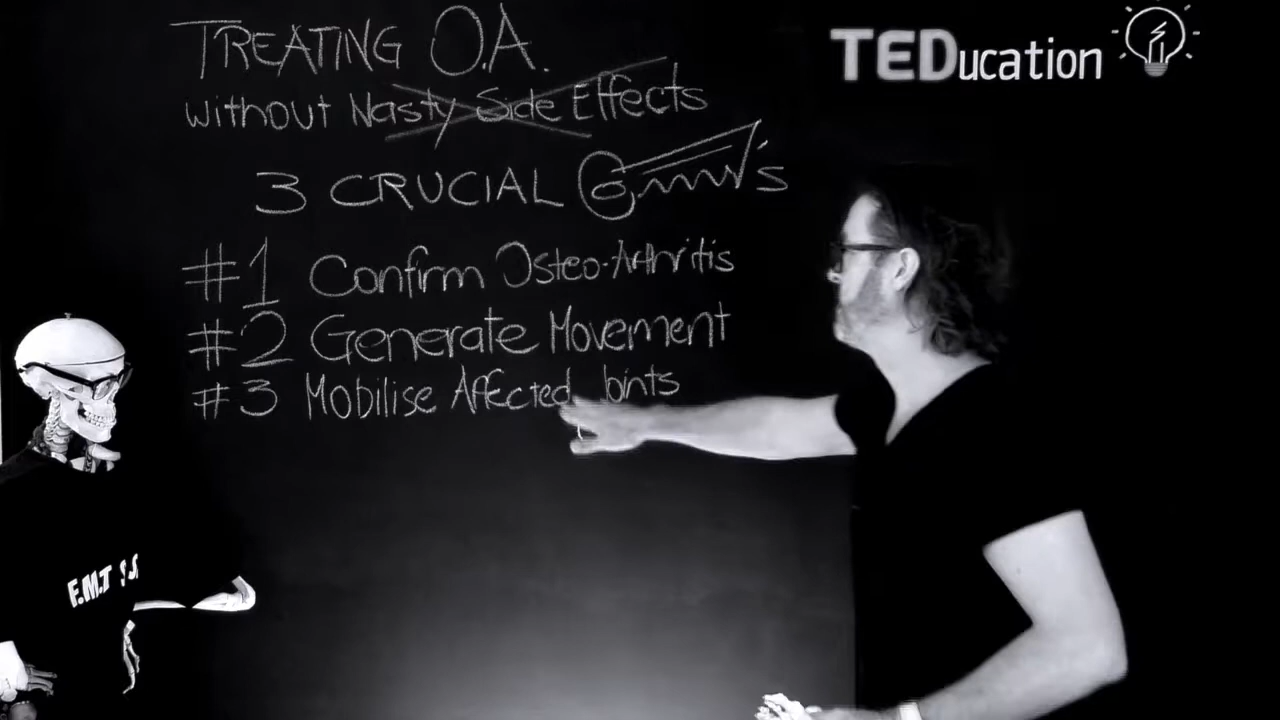 TREATING O.A.
without Nasty Side Effects
3 CRUCIAL
#1 Confirm Osteo-Arthritis
#2 Generate Movement
#3 Mobilise Affected Joints
TEDucation